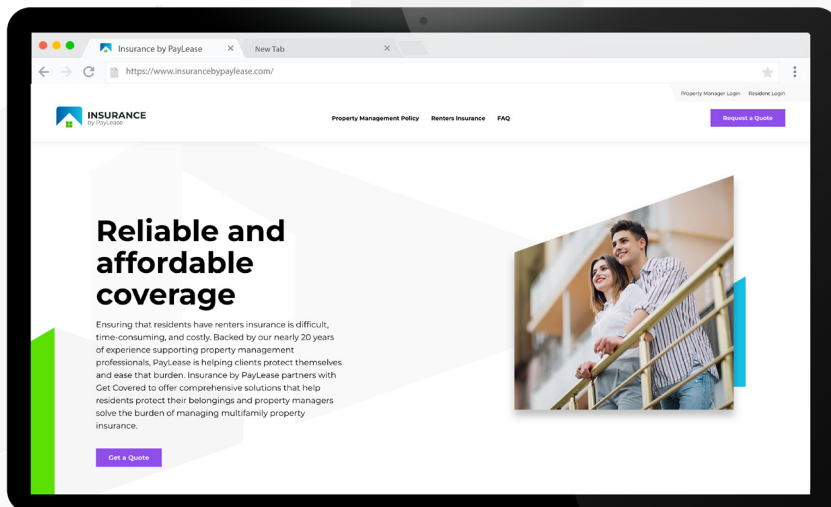 Insurance by PayLease
New Tab
https://www.insurancebypaylease.com/
Property Manager Login Resident Login
INSURANCE
by PayLease
Property Management Policy Renters Insurance FAQ
Request a Quote
Reliable and
affordable
coverage
Ensuring that residents have renters insurance is difficult,
time-consuming, and costly. Backed by our nearly 20 years
of experience supporting property management
professionals, PayLease is helping clients protect themselves
and ease that burden. Insurance by PayLease partners with
Get Covered to offer comprehensive solutions that help
residents protect their belongings and property managers
solve the burden of managing multifamily property
insurance.
Get a Quote